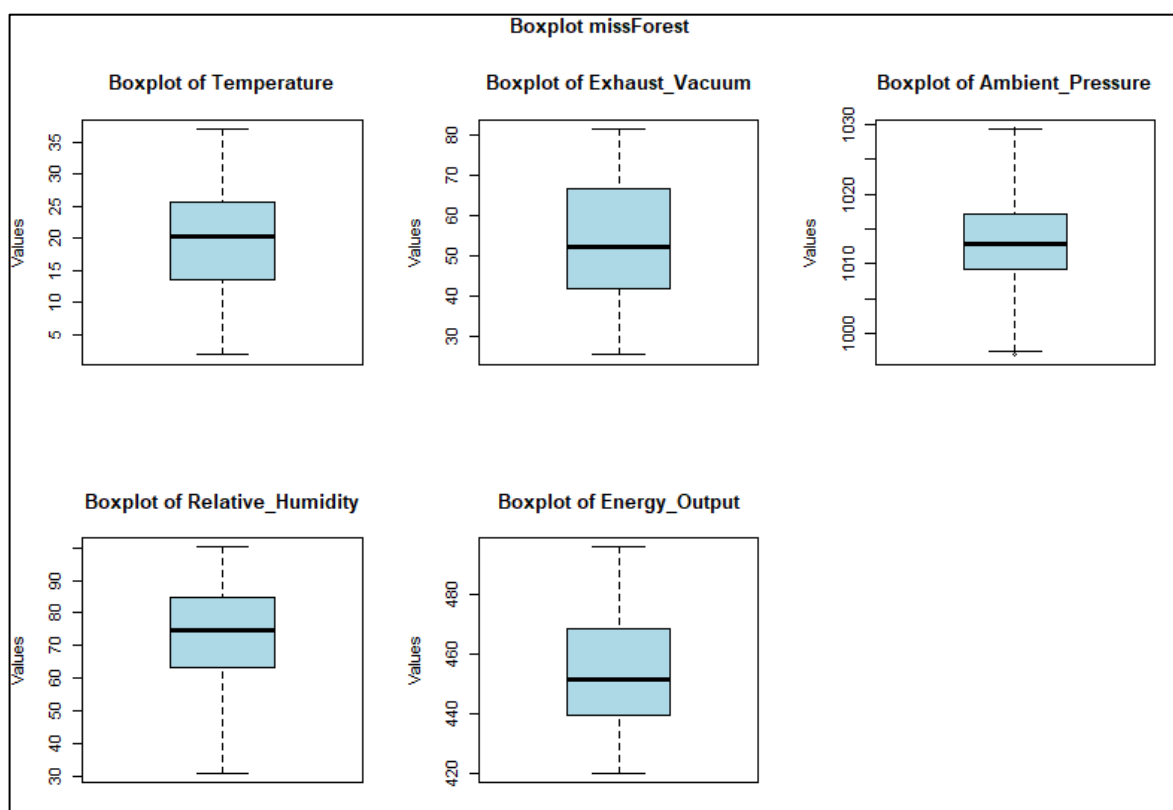 Boxplot missForest
Boxplot of Temperature
Values
35
30
25
20
15
10
5
Boxplot of Exhaust_Vacuum
Values
80
70
60
50
40
30
Boxplot of Ambient_Pressure
Values
1030
1020
1010
1000
Boxplot of Relative_Humidity
Values
90
80
70
60
50
40
30
Boxplot of Energy_Output
Values
480
460
440
420